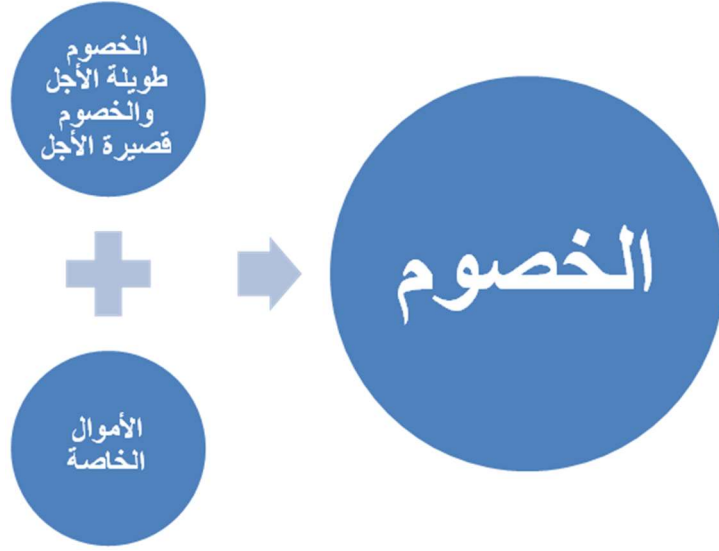 الخصوم
طويلة الأجل
والخصوم
قصيرة الأجل
الأموال
الخاصة
الخصوم